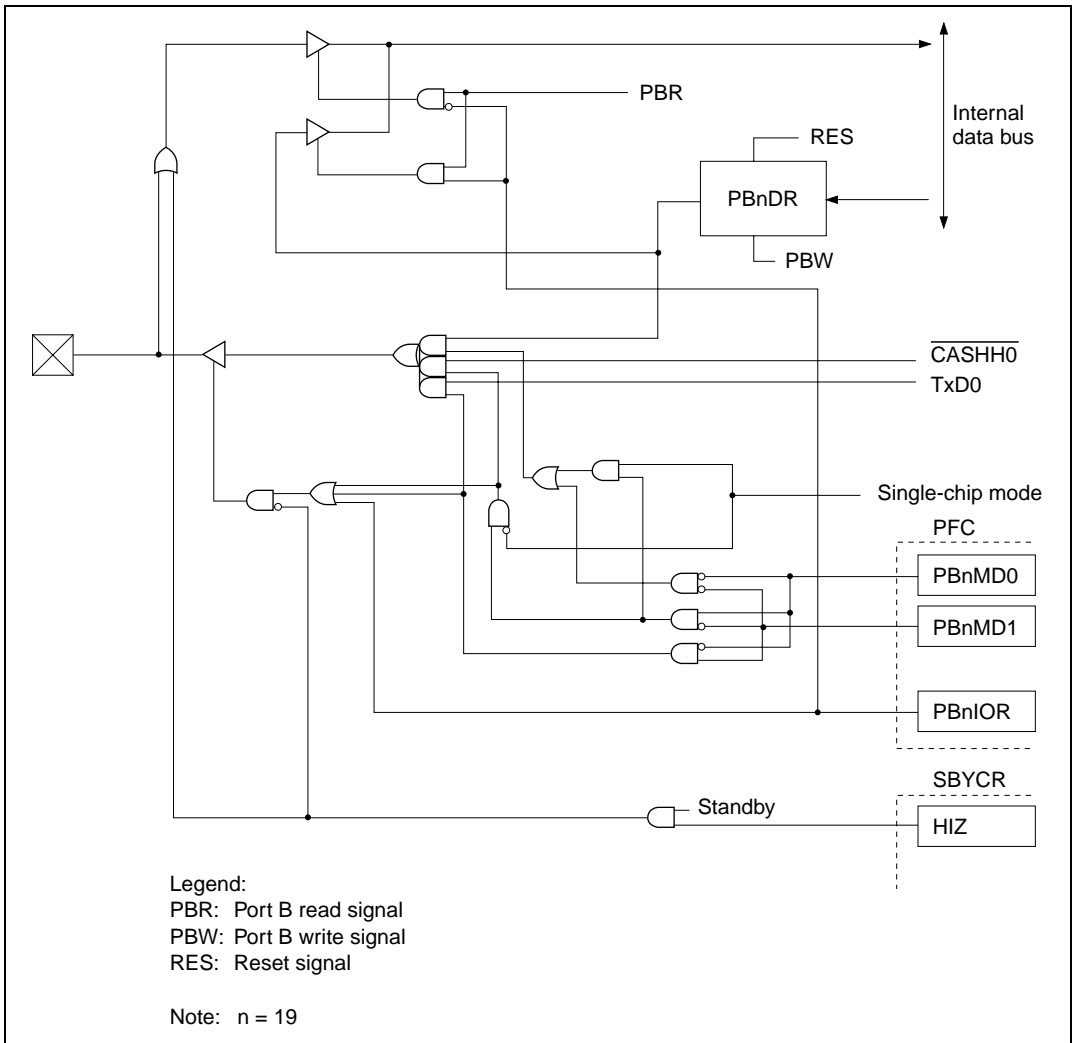 PBR
Internal
data bus
RES
PBnDR
PBW
CASHH0
TxD0
Single-chip mode
PFC
PBnMD0
PBnMD1
PBnIOR
SBYCR
Standby
HIZ
Legend:
PBR: Port B read signal
PBW: Port B write signal
RES: Reset signal
Note: n = 19